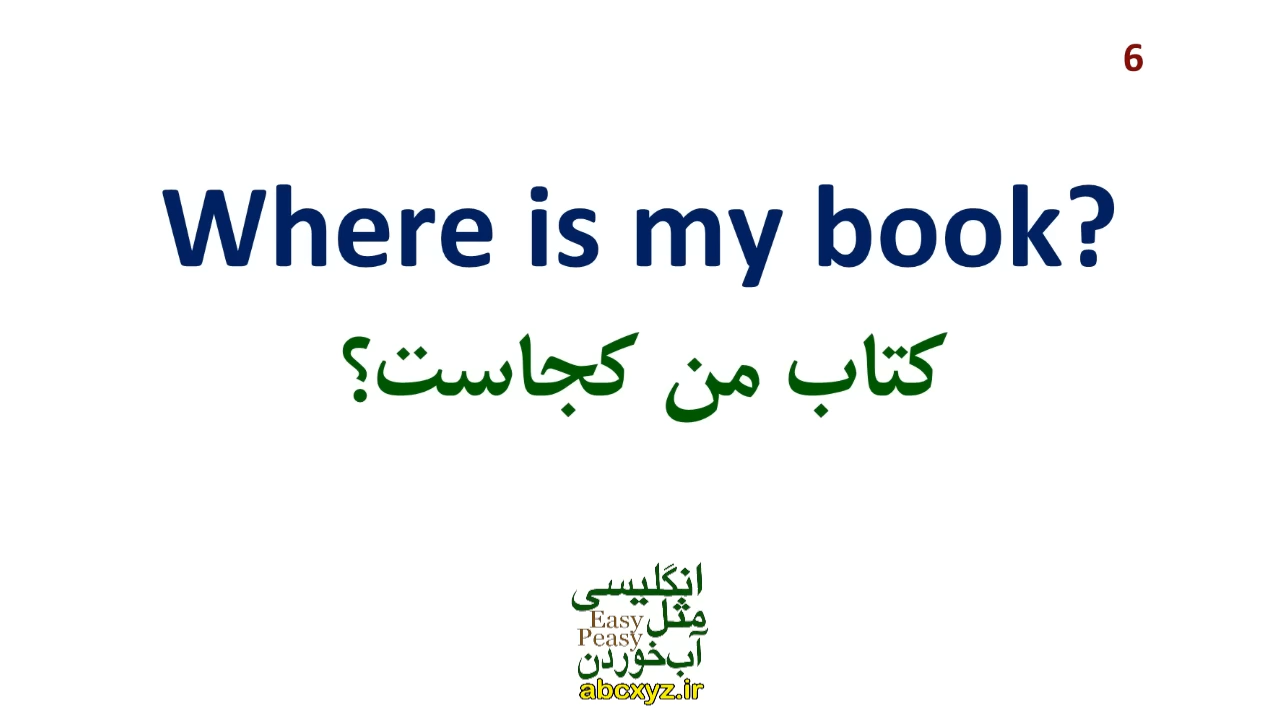 6
Where is my book?
کتاب من کجاست؟
انگلیسی
مثل
Easy
Peasy
آب‌خوردن
abcxyz.ir